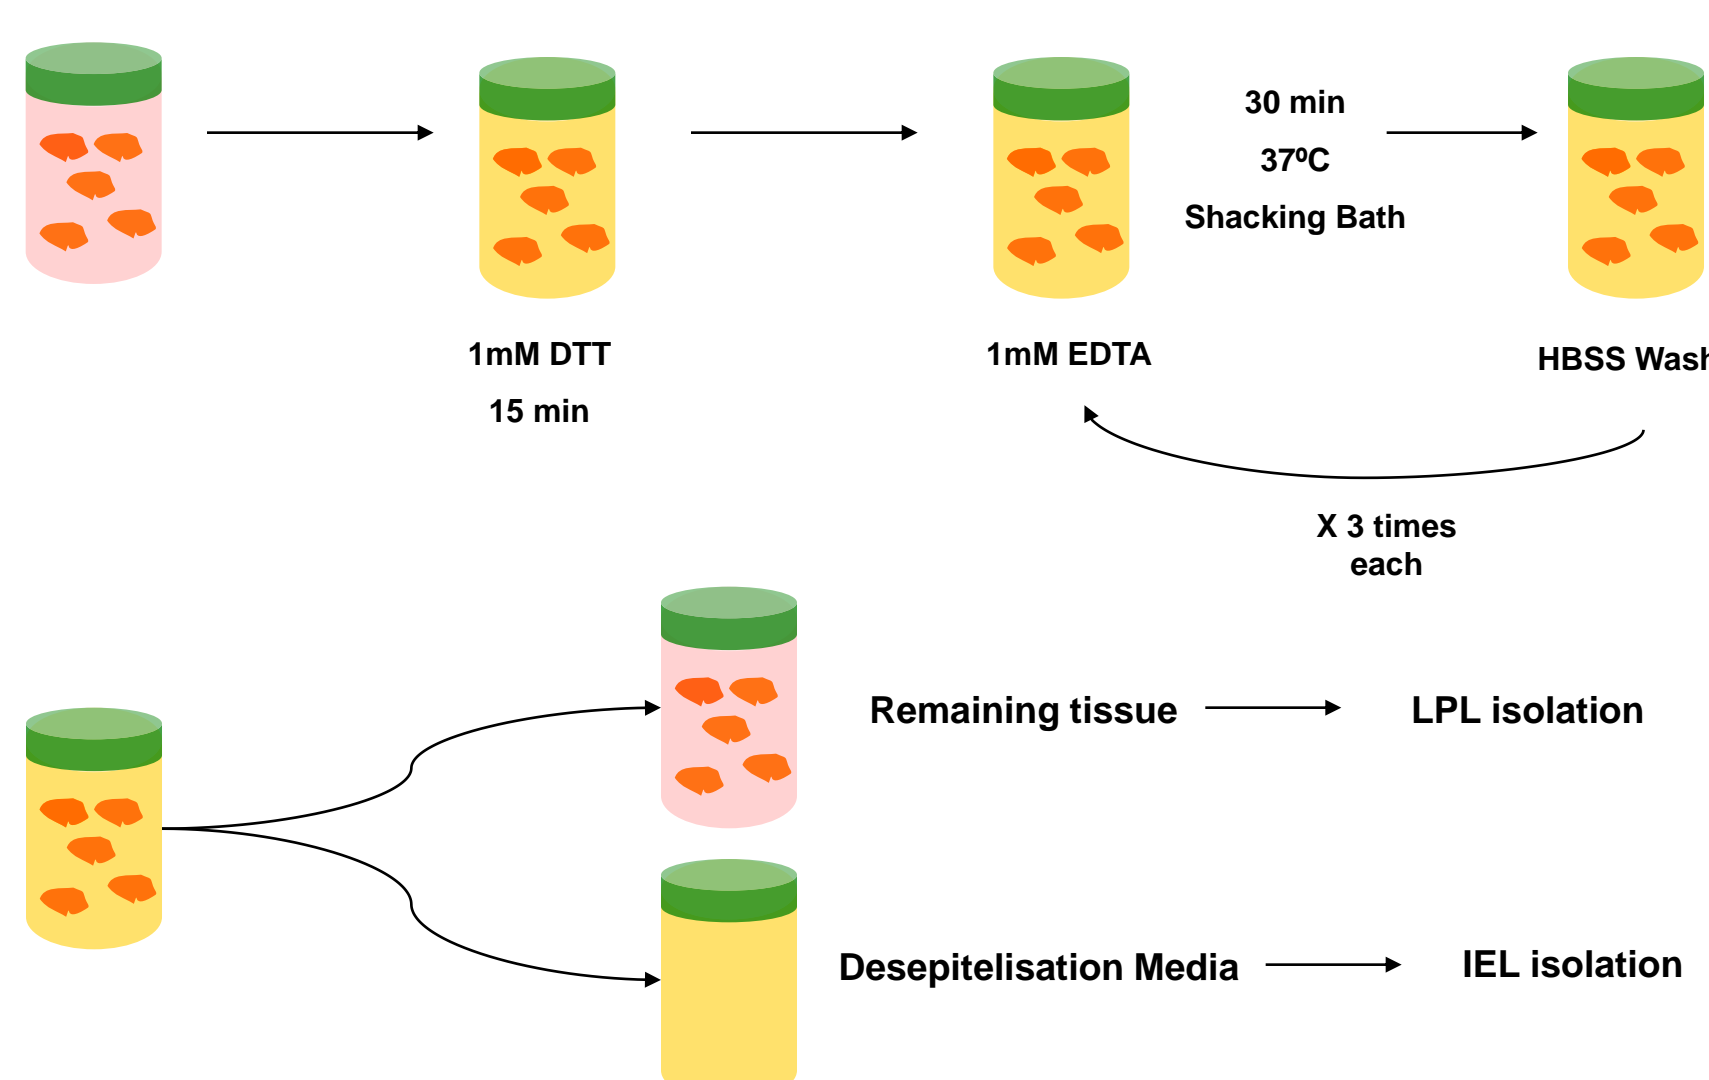 30 min
37ºC
Shacking Bath
1mM DTT
15 min
1mM EDTA
HBSS Wash
X 3 times
each
Remaining tissue
LPL isolation
Desepitelisation Media
IEL isolation